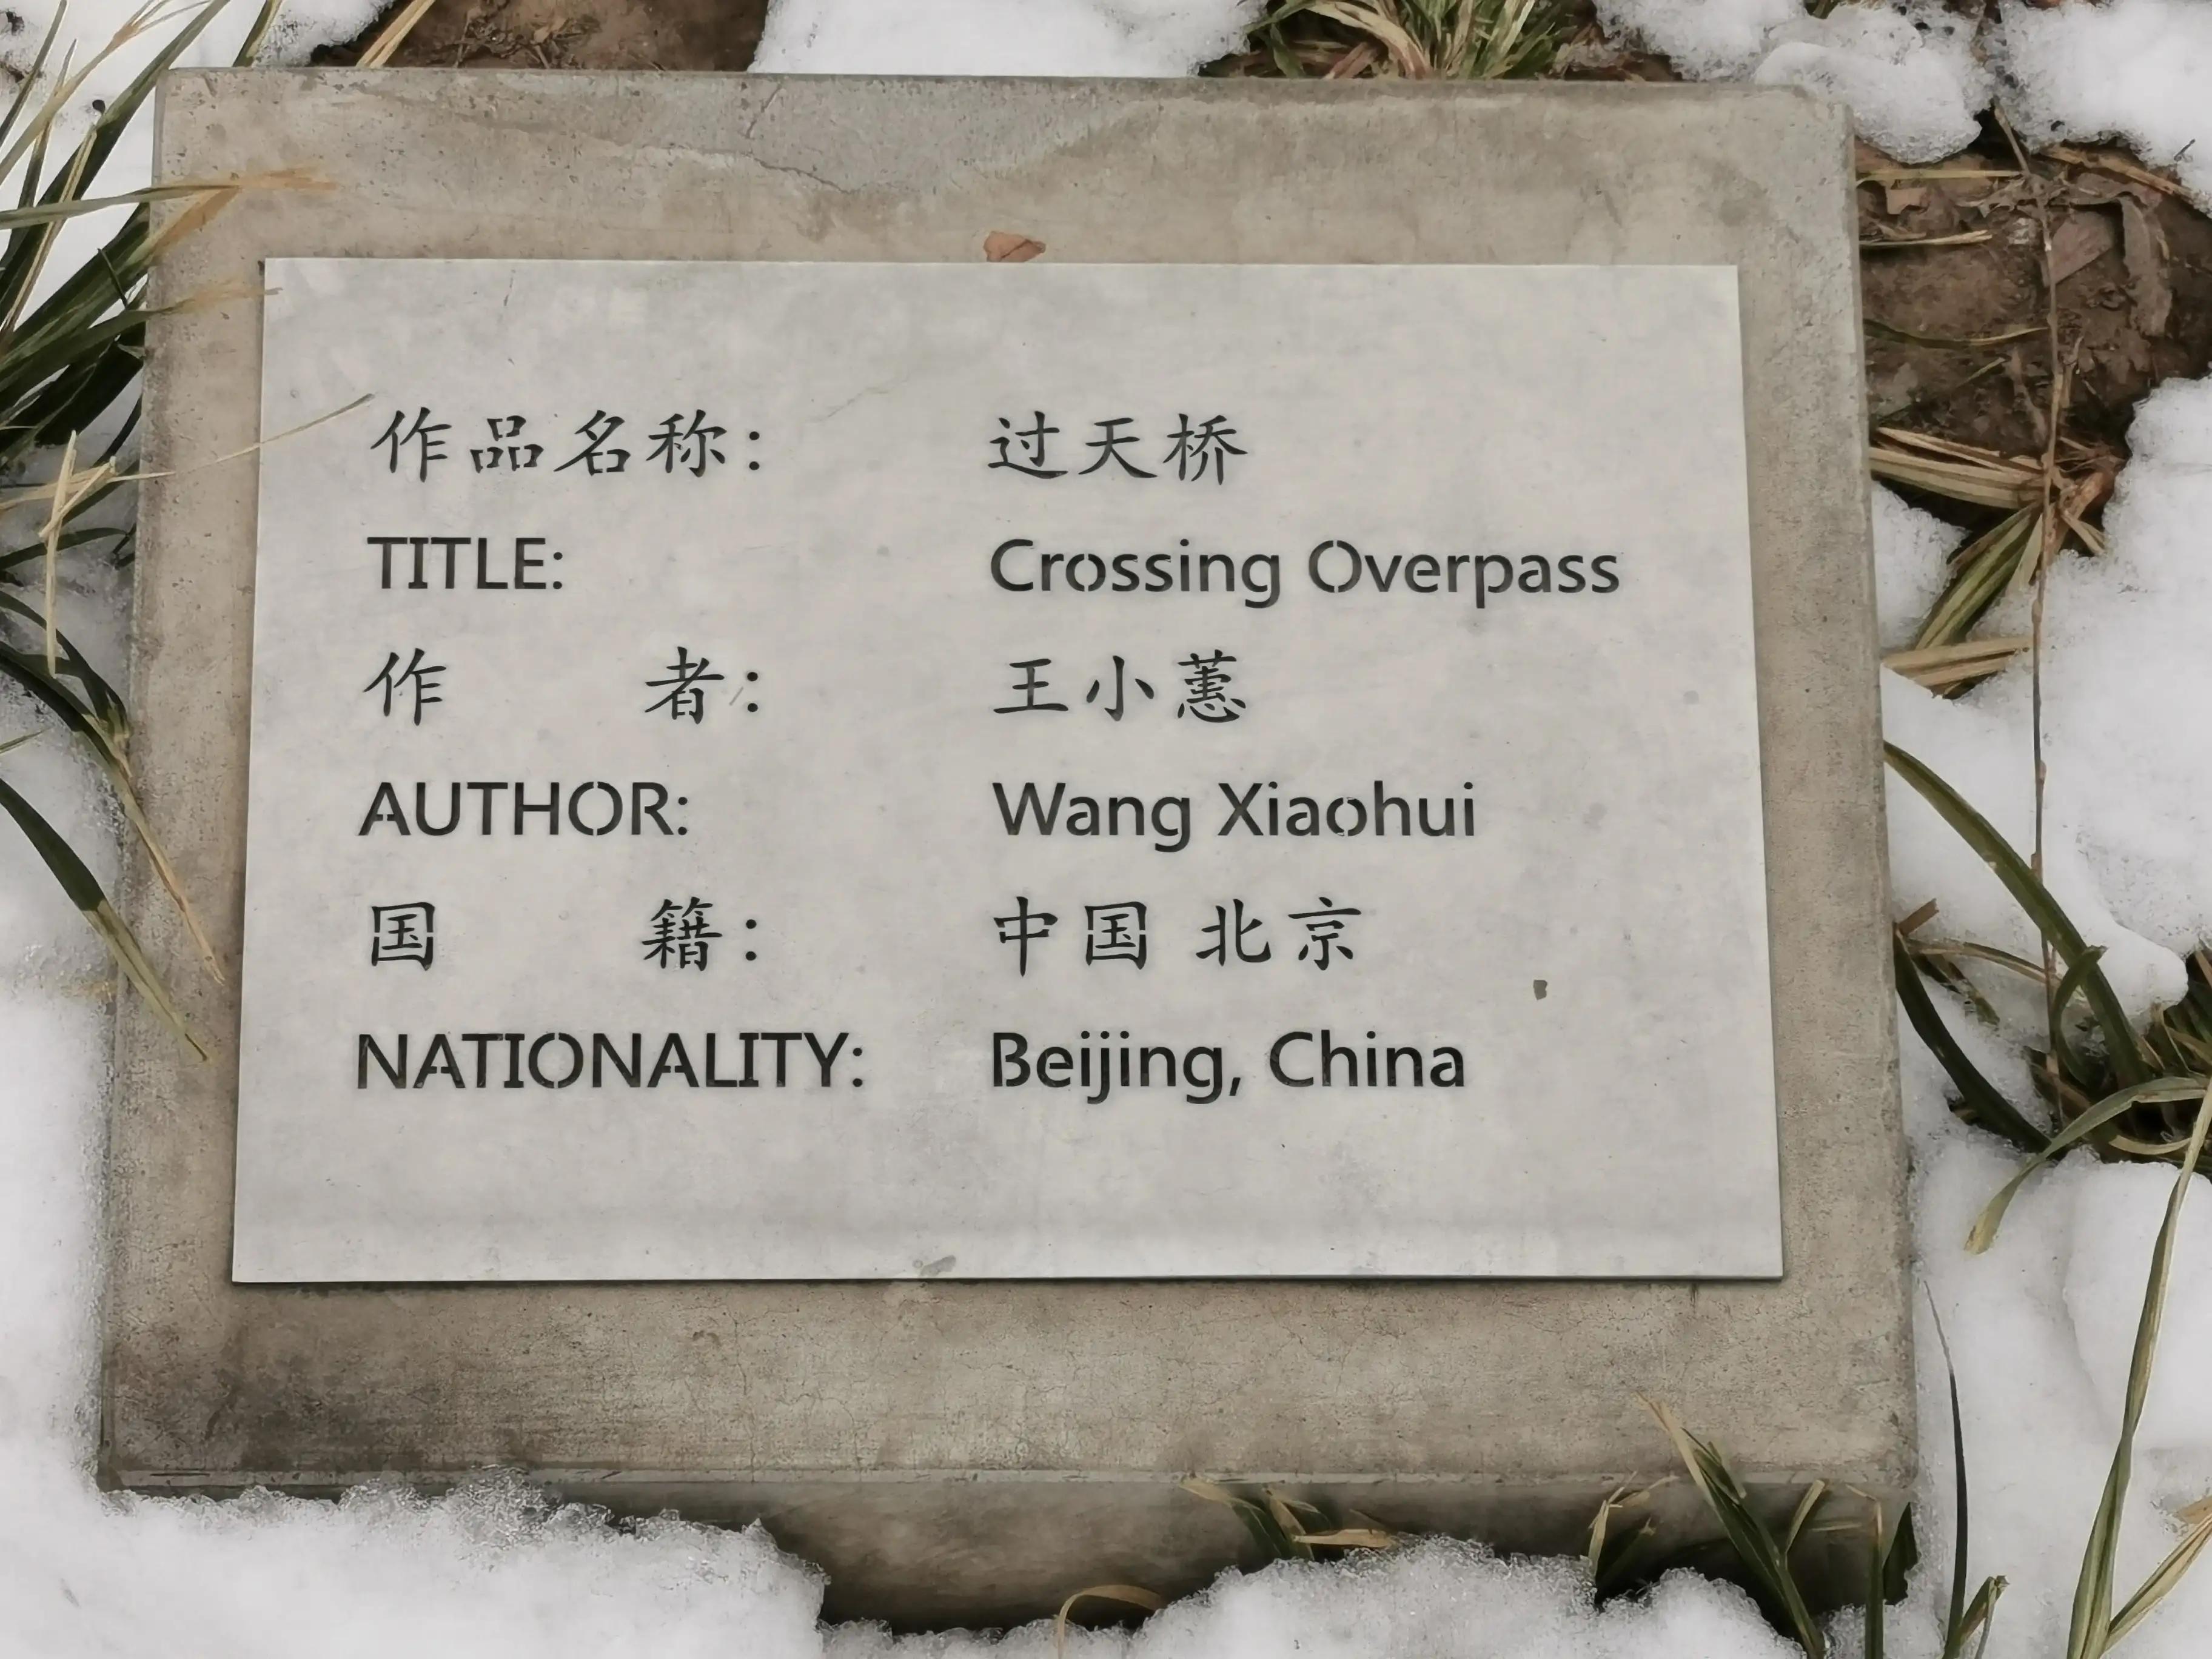 作品名称： 过天桥
TITLE: Crossing Overpass
作 者： 王小蕙
AUTHOR: Wang Xiaohui
国 籍： 中国 北京
NATIONALITY: Beijing, China